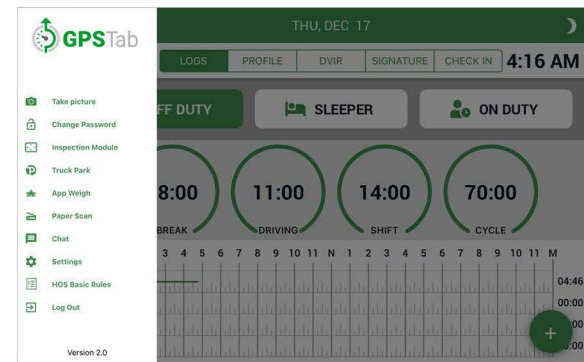 GPSTab
Take picture
Change Password
Inspection Module
Truck Park
App Weigh
Paper Scan
Chat
Settings
HOS Basic Rules
Log Out
Version 2.0
THU, DEC 17
LOGS PROFILE DVIR SIGNATURE CHECK IN 4:16 AM
FF DUTY SLEEPER ON DUTY
8:00 11:00 14:00 70:00
BREAK DRIVING SHIFT CYCLE
3 4 5 6 7 8 9 10 11 N 1 2 3 4 5 6 7 8 9 10 11 M
04:46
00:00
+